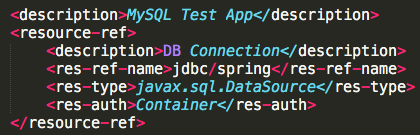 <description>MySQL Test App</description>
<resource-ref>
<description>DB Connection</description>
<res-ref-name>jdbc/spring</res-ref-name>
<res-type>javax.sql.DataSource</res-type>
<res-auth>Container</res-auth>
</resource-ref>